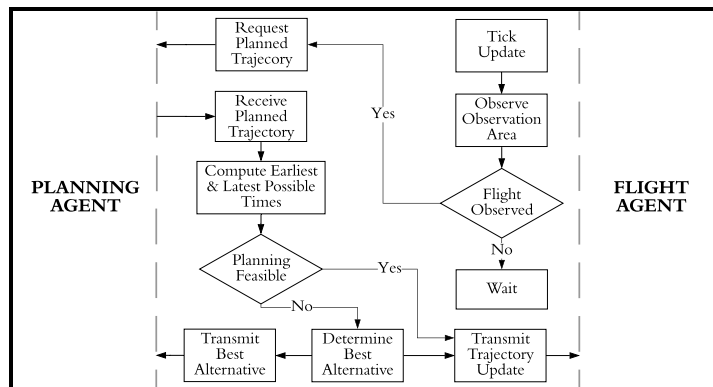 Request
Planned
Trajecory
Tick
Update
Yes
Receive
Planned
Trajectory
Observe
Observation
Area
PLANNING
AGENT
Compute Earliest
& Latest Possible
Times
Flight
Observed
FLIGHT
AGENT
No
Planning
Feasible
Yes
Wait
No
Transmit
Best
Alternative
Determine
Best
Alternative
Transmit
Trajectory
Update